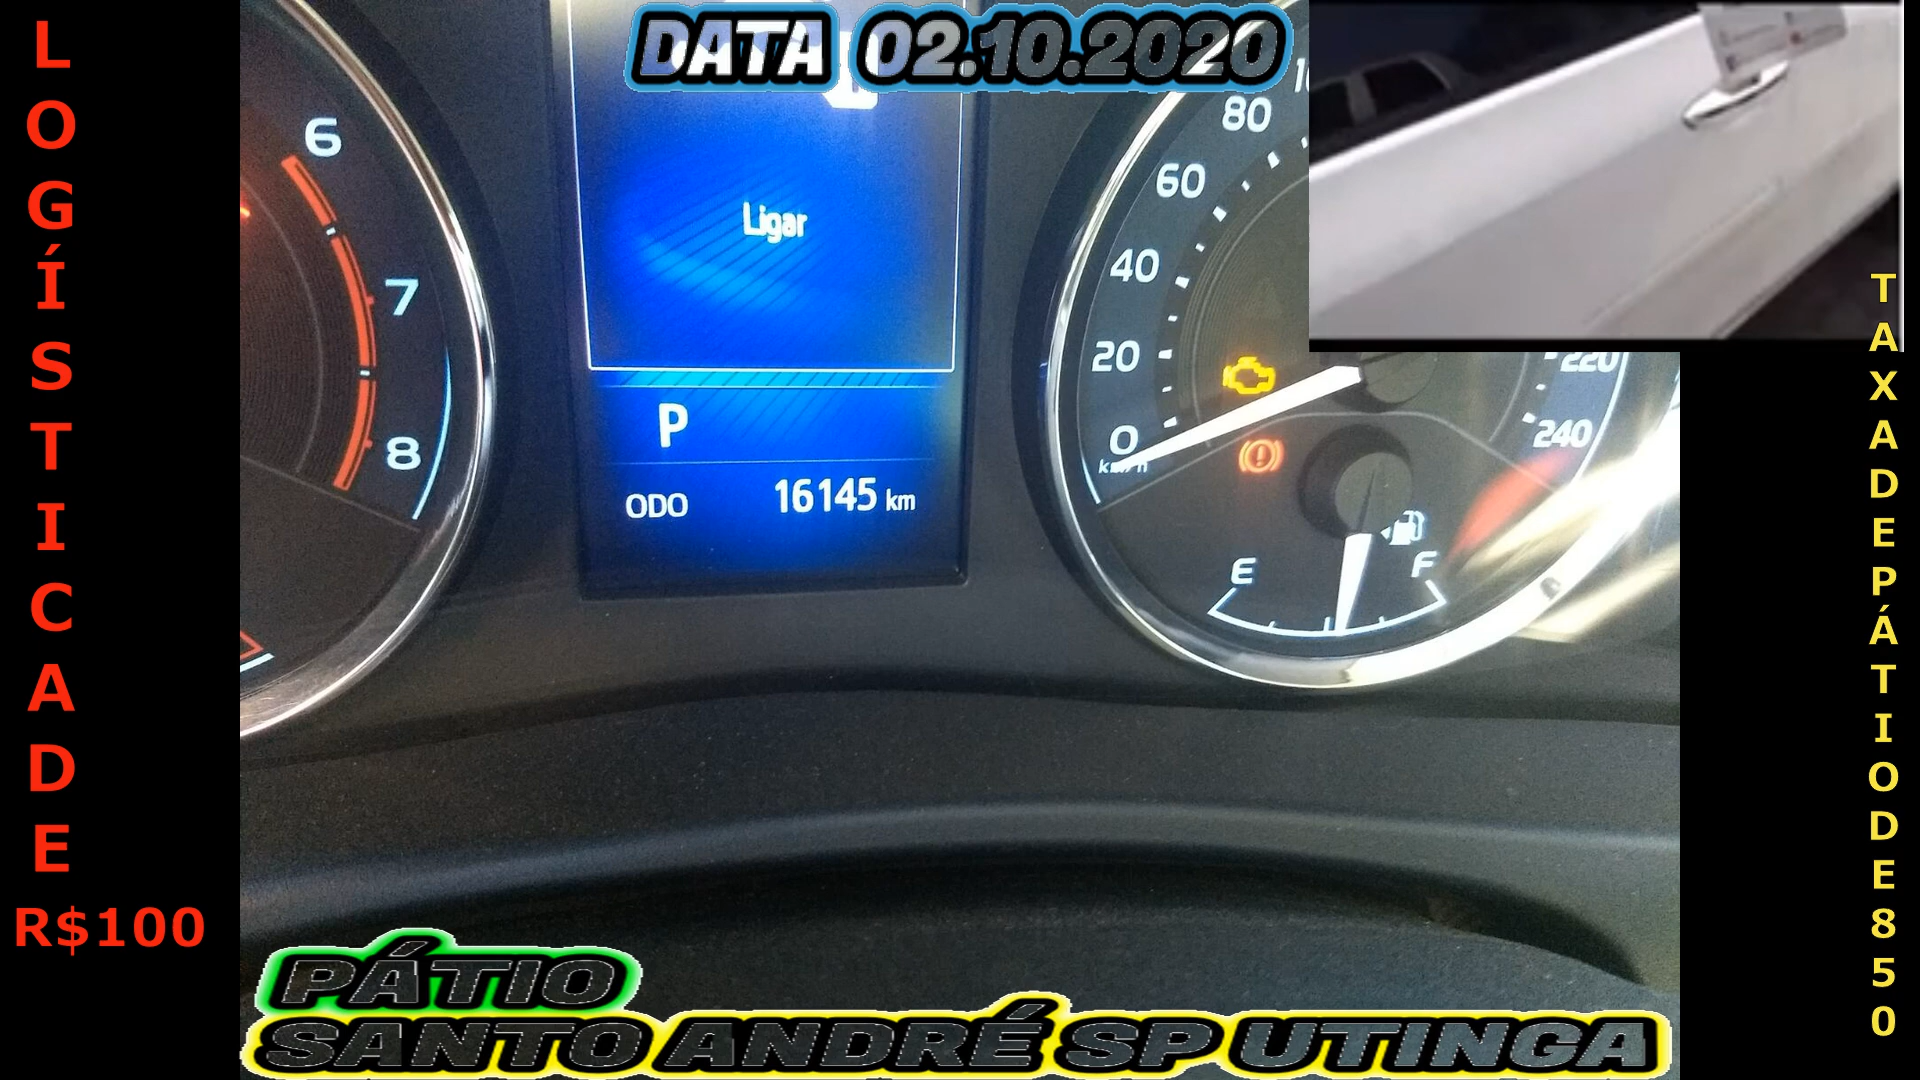 DATA 02.10.2020
LOGÍSTICA DE
R$100
TAXA DE PÁTIO DE 850
6
7
8
Ligar
P
ODO 16145 km
80
60
40
20
0
km/h
220
240
E F
PÁTIO
SANTO ANDRÉ SP UTINGA